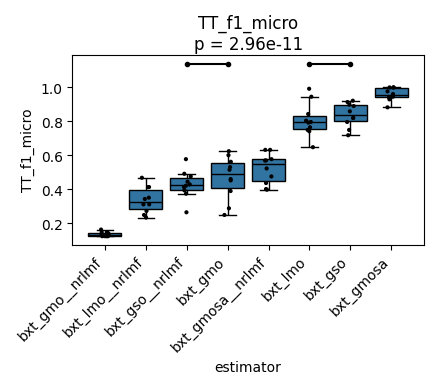 TT_f1_micro
p = 2.96e-11
TT_f1_micro
1.0
0.8
0.6
0.4
0.2
bxt_gmo__nrlmf
bxt_lmo__nrlmf
bxt_gso__nrlmf
bxt_gmo
bxt_gmosa__nrlmf
bxt_lmo
bxt_gso
bxt_gmosa
estimator